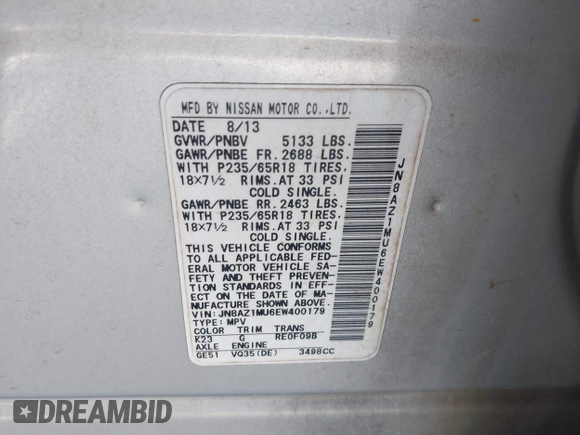 MFD BY NISSAN MOTOR CO.,LTD.
DATE 8/13
GVWR/PNBV 5133 LBS.
GAWR/PNBE FR. 2688 LBS.
WITH P235/65R18 TIRES.
18×7½ RIMS.AT 33 PSI
COLD SINGLE.
GAWR/PNBE RR. 2463 LBS.
WITH P235/65R18 TIRES.
18×7½ RIMS.AT 33 PSI
COLD SINGLE.
THIS VEHICLE CONFORMS
TO ALL APPLICABLE FED-
ERAL MOTOR VEHICLE SA-
FETY AND THEFT PREVEN-
TION STANDARDS IN EFF-
ECT ON THE DATE OF MA-
NUFACTURE SHOWN ABOVE.
VIN: JN8AZ1MU6EW400179
TYPE: MPV
COLOR TRIM TRANS
K23 G RE0F09B
AXLE ENGINE
GE51 VQ35(DE) 3498CC
JN8AZ1MU6EW400179
DREAMBID